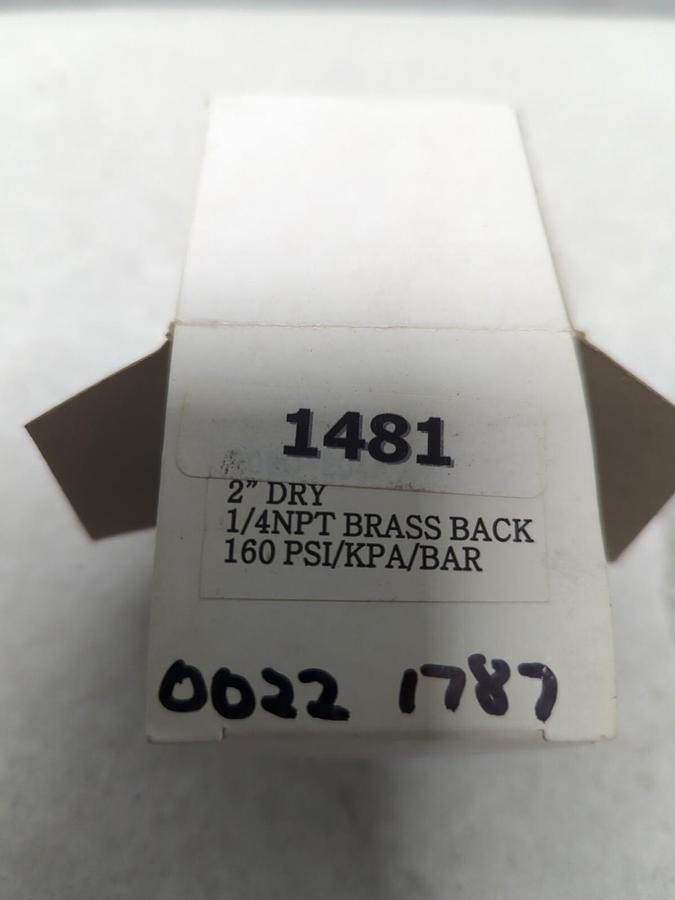 1481
2” DRY
1/4NPT BRASS BACK
160 PSI/KPA/BAR
0022 1787